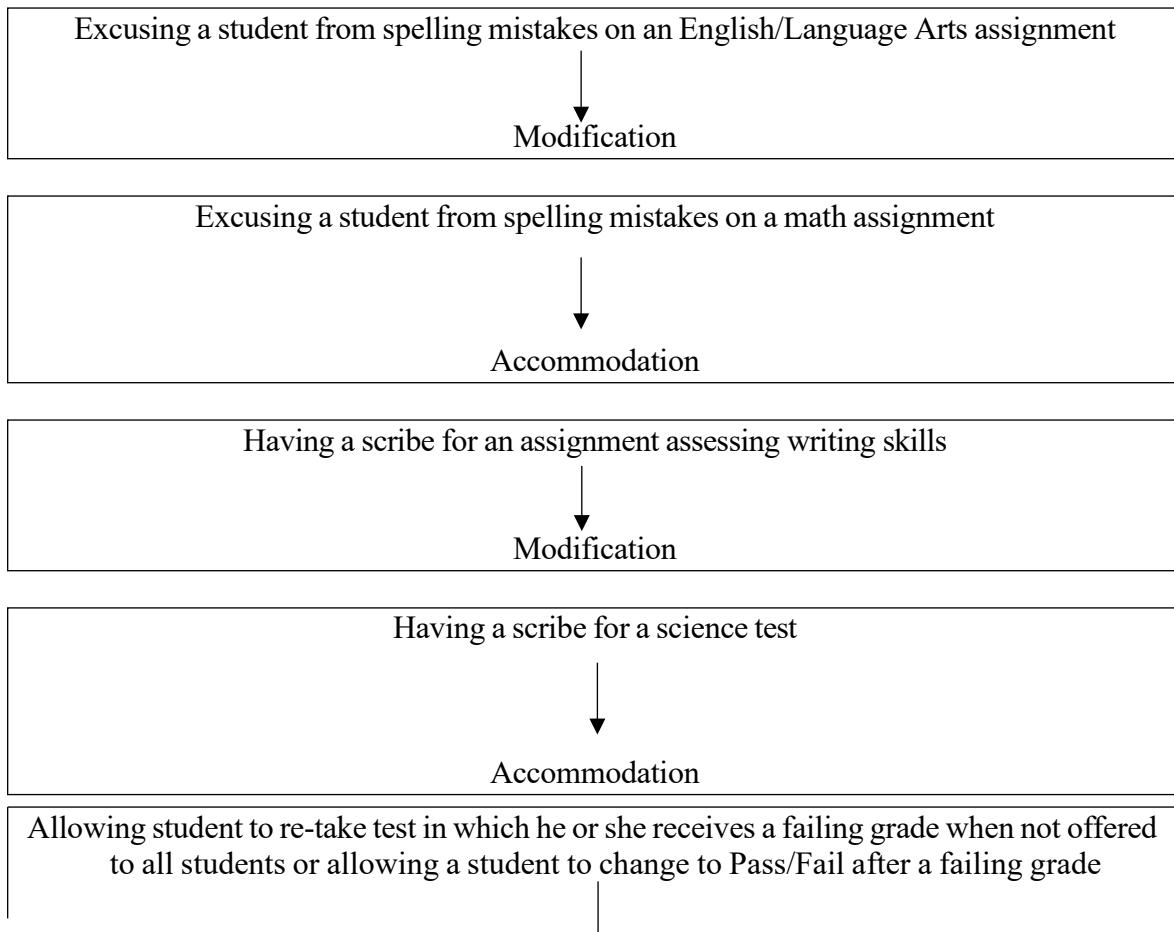 Excusing a student from spelling mistakes on an English/Language Arts assignment
Modification
Excusing a student from spelling mistakes on a math assignment
Accommodation
Having a scribe for an assignment assessing writing skills
Modification
Having a scribe for a science test
Accommodation
Allowing student to re-take test in which he or she receives a failing grade when not offered
to all students or allowing a student to change to Pass/Fail after a failing grade